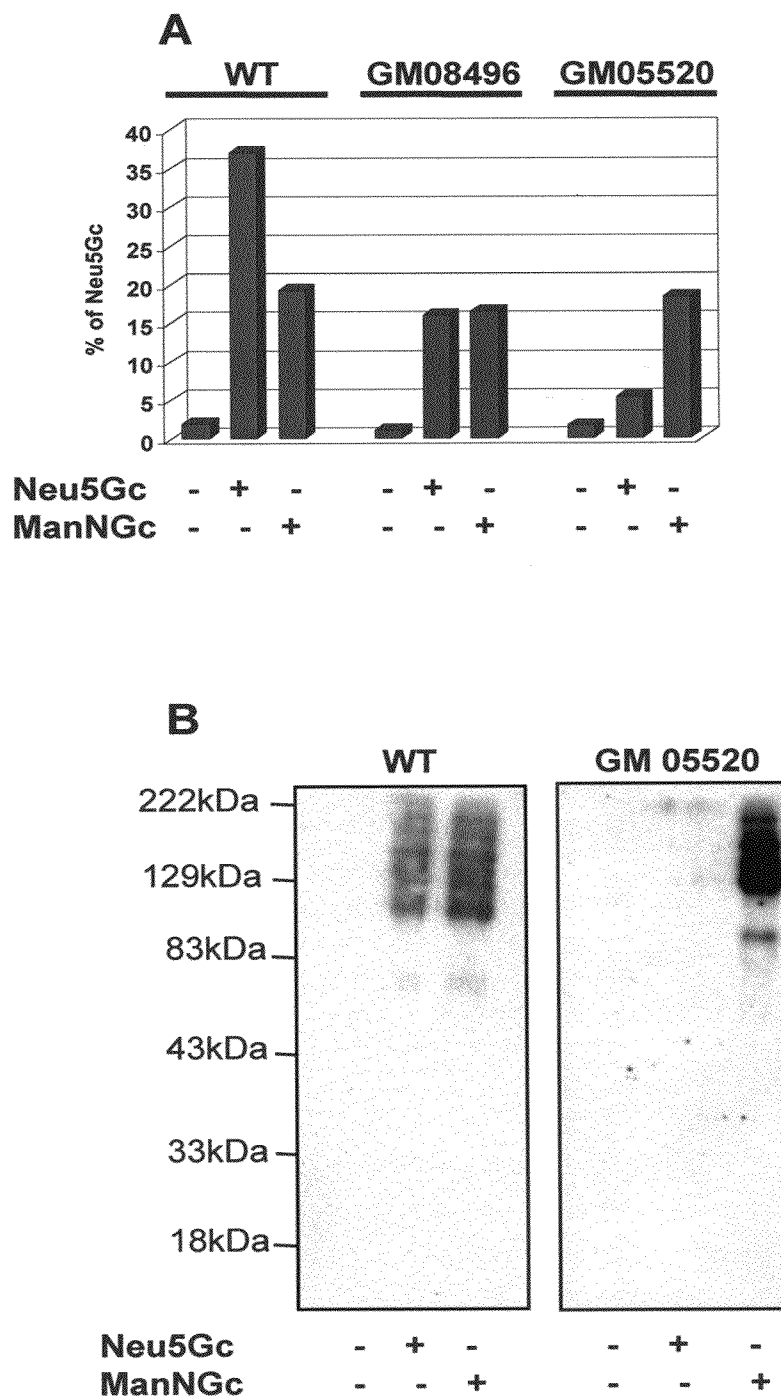 A
WT GM08496 GM05520
% of Neu5Gc
40
35
30
25
20
15
10
5
0
Neu5Gc - + - - + - - + -
ManNGc - - + - - + - - +
B
WT GM 05520
222kDa
129kDa
83kDa
43kDa
33kDa
18kDa
Neu5Gc - + - - + -
ManNGc - - + - - +